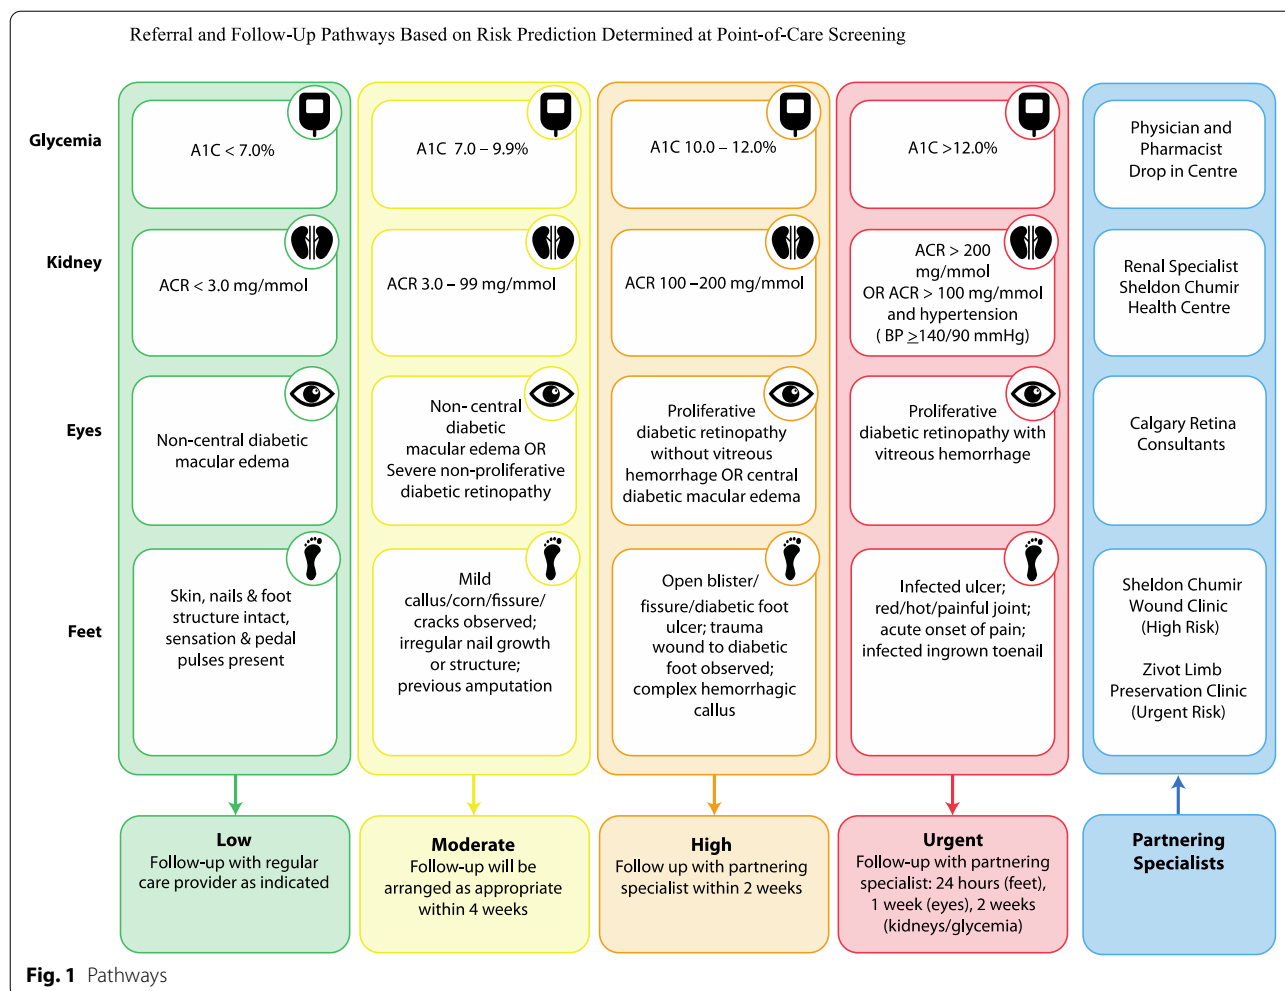 Referral and Follow-Up Pathways Based on Risk Prediction Determined at Point-of-Care Screening
Glycemia
A1C < 7.0%
A1C 7.0 – 9.9%
A1C 10.0 – 12.0%
A1C >12.0%
Physician and
Pharmacist
Drop in Centre
Kidney
ACR < 3.0 mg/mmol
ACR 3.0 – 99 mg/mmol
ACR 100 –200 mg/mmol
ACR > 200
mg/mmol
OR ACR > 100 mg/mmol
and hypertension
( BP ≥140/90 mmHg)
Renal Specialist
Sheldon Chumir
Health Centre
Eyes
Non-central diabetic
macular edema
Non- central
diabetic
macular edema OR
Severe non-proliferative
diabetic retinopathy
Proliferative
diabetic retinopathy
without vitreous
hemorrhage OR central
diabetic macular edema
Proliferative
diabetic retinopathy with
vitreous hemorrhage
Calgary Retina
Consultants
Feet
Skin, nails & foot
structure intact,
sensation & pedal
pulses present
Mild
callus/corn/fissure/
cracks observed;
irregular nail growth
or structure;
previous amputation
Open blister/
fissure/diabetic foot
ulcer; trauma
wound to diabetic
foot observed;
complex hemorrhagic
callus
Infected ulcer;
red/hot/painful joint;
acute onset of pain;
infected ingrown toenail
Sheldon Chumir
Wound Clinic
(High Risk)
Zivot Limb
Preservation Clinic
(Urgent Risk)
Low
Follow-up with regular
care provider as indicated
Moderate
Follow-up will be
arranged as appropriate
within 4 weeks
High
Follow up with partnering
specialist within 2 weeks
Urgent
Follow-up with partnering
specialist: 24 hours (feet),
1 week (eyes), 2 weeks
(kidneys/glycemia)
Partnering
Specialists
Fig. 1 Pathways